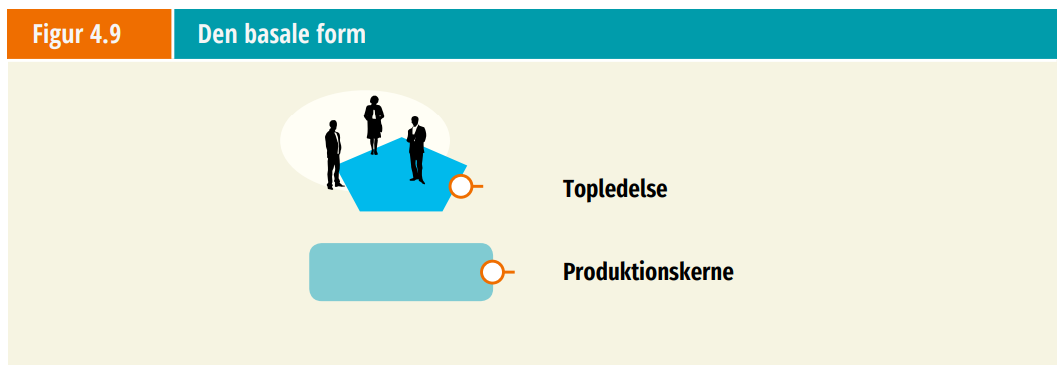 Figur 4.9
Den basale form
Topledelse
Produktionskerne